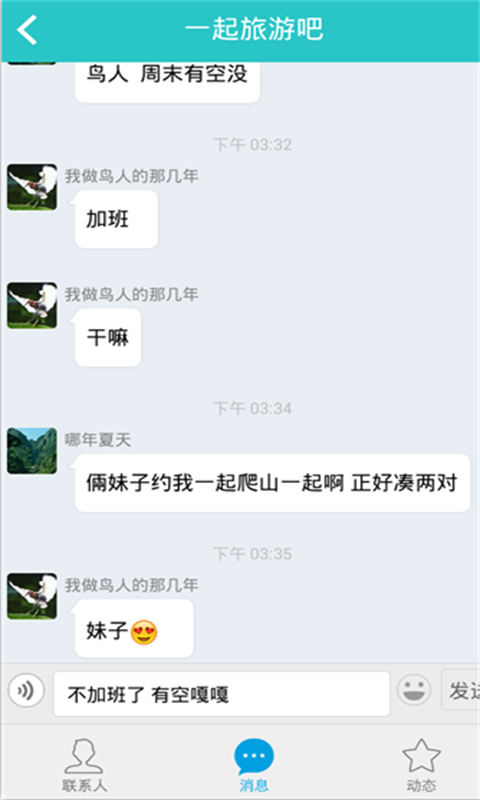 一起旅游吧
鸟人 周末有空没
下午 03:32
我做鸟人的那几年
加班
我做鸟人的那几年
干嘛
下午 03:34
哪年夏天
倆妹子约我一起爬山一起啊 正好凑两对
下午 03:35
我做鸟人的那几年
妹子😍
不加班了 有空嘎嘎
发送
联系人
消息
动态